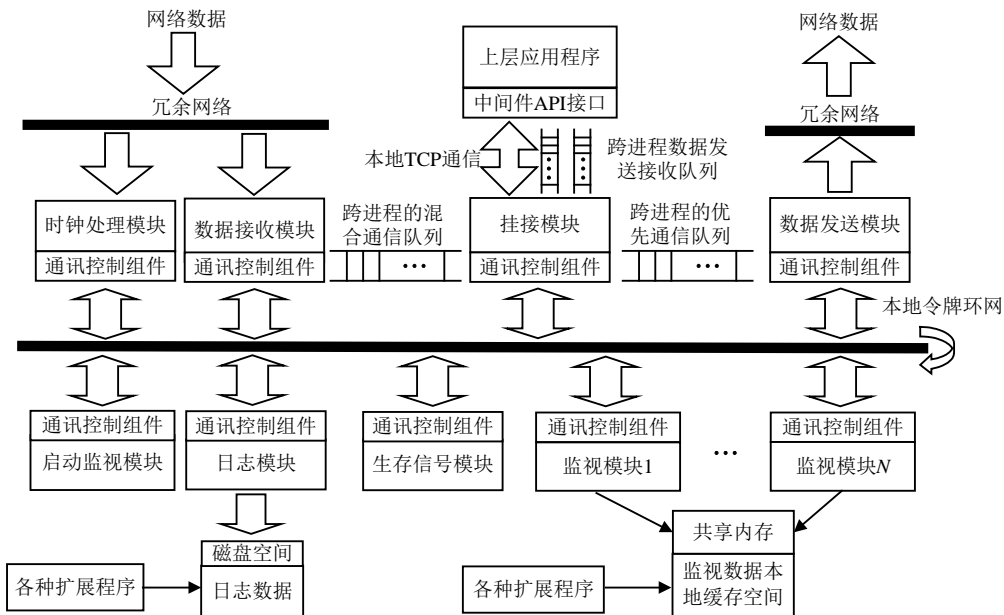 网络数据
网络数据
上层应用程序
中间件API接口
冗余网络
冗余网络
本地TCP通信
跨进程数据发
送接收队列
时钟处理模块
通讯控制组件
数据接收模块
通讯控制组件
跨进程的混
合通信队列
...
挂接模块
通讯控制组件
跨进程的优
先通信队列
...
数据发送模块
通讯控制组件
本地令牌环网
通讯控制组件
启动监视模块
通讯控制组件
日志模块
通讯控制组件
生存信号模块
通讯控制组件
监视模块1
...
通讯控制组件
监视模块N
磁盘空间
日志数据
各种扩展程序
共享内存
监视数据本
地缓存空间
各种扩展程序